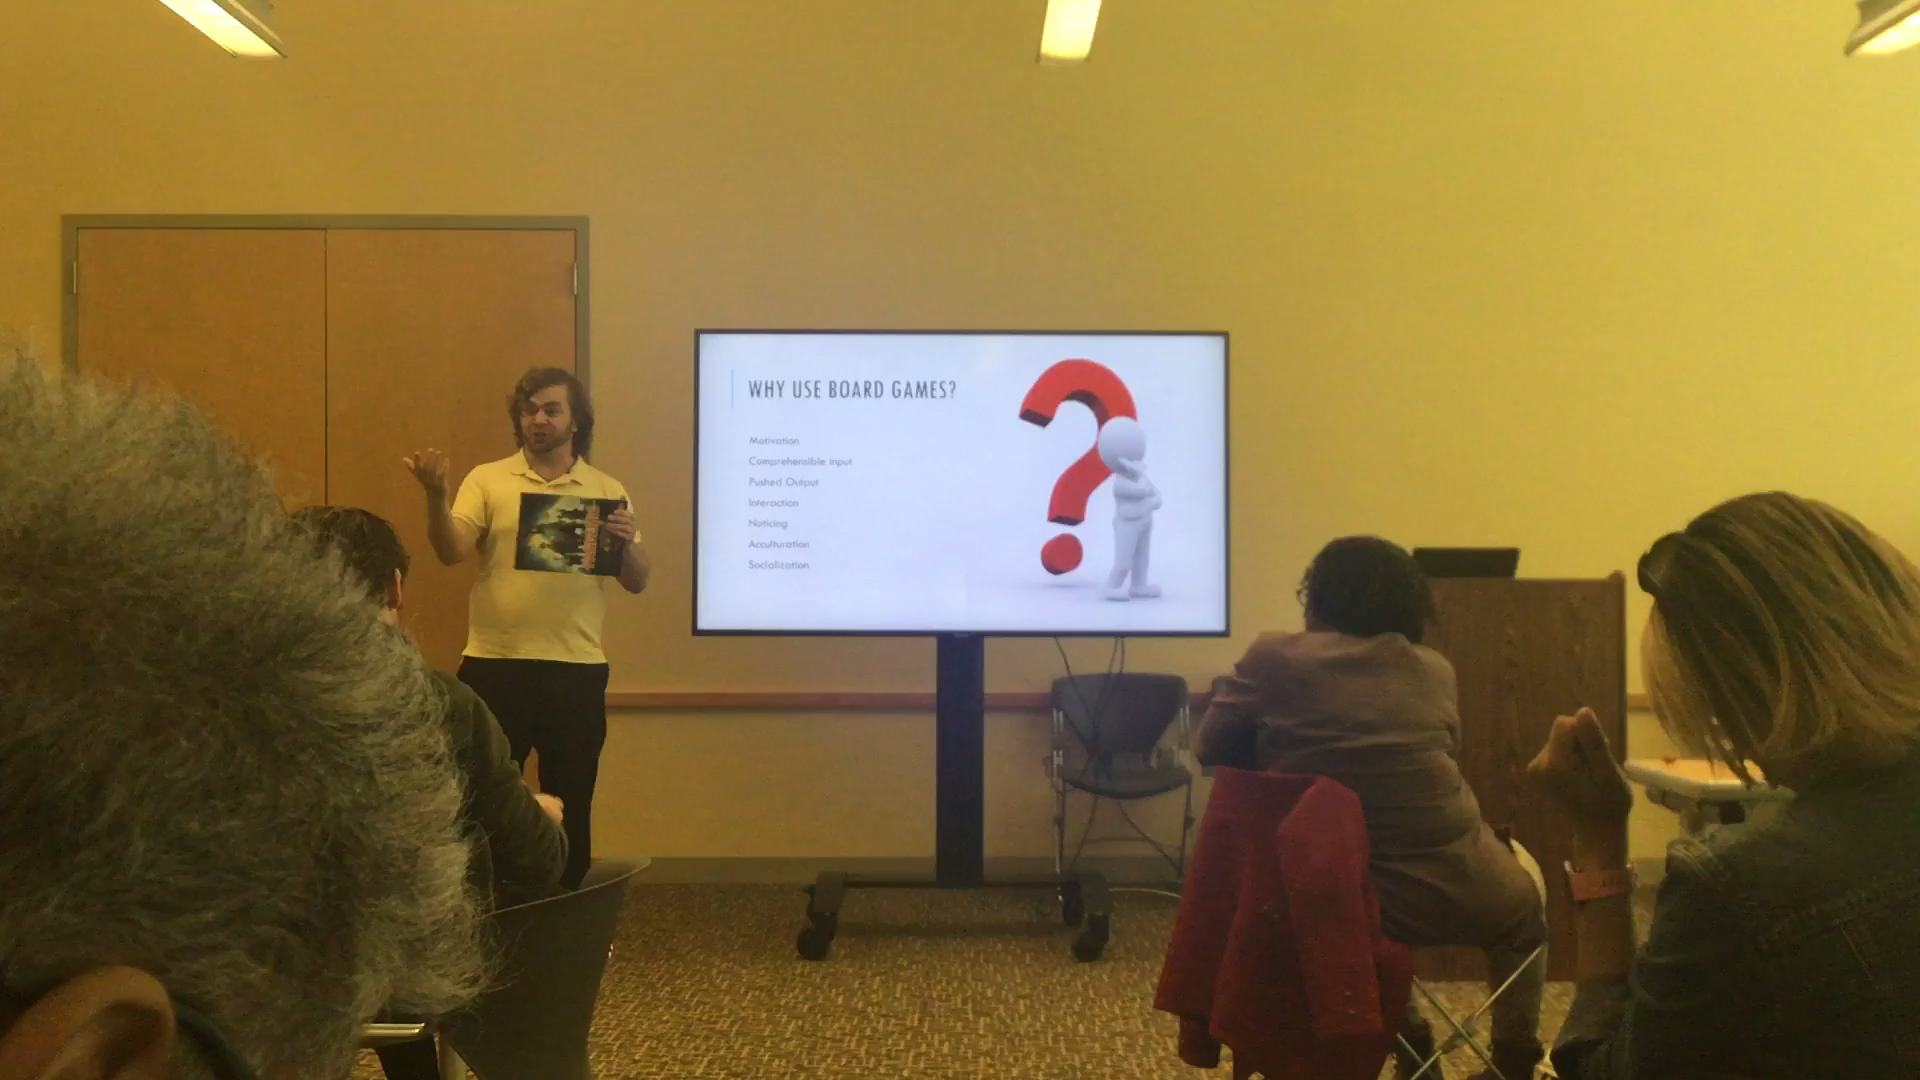 WHY USE BOARD GAMES?
Motivation
Comprehensible input
Pushed Output
Interaction
Noticing
Acculturation
Socialization